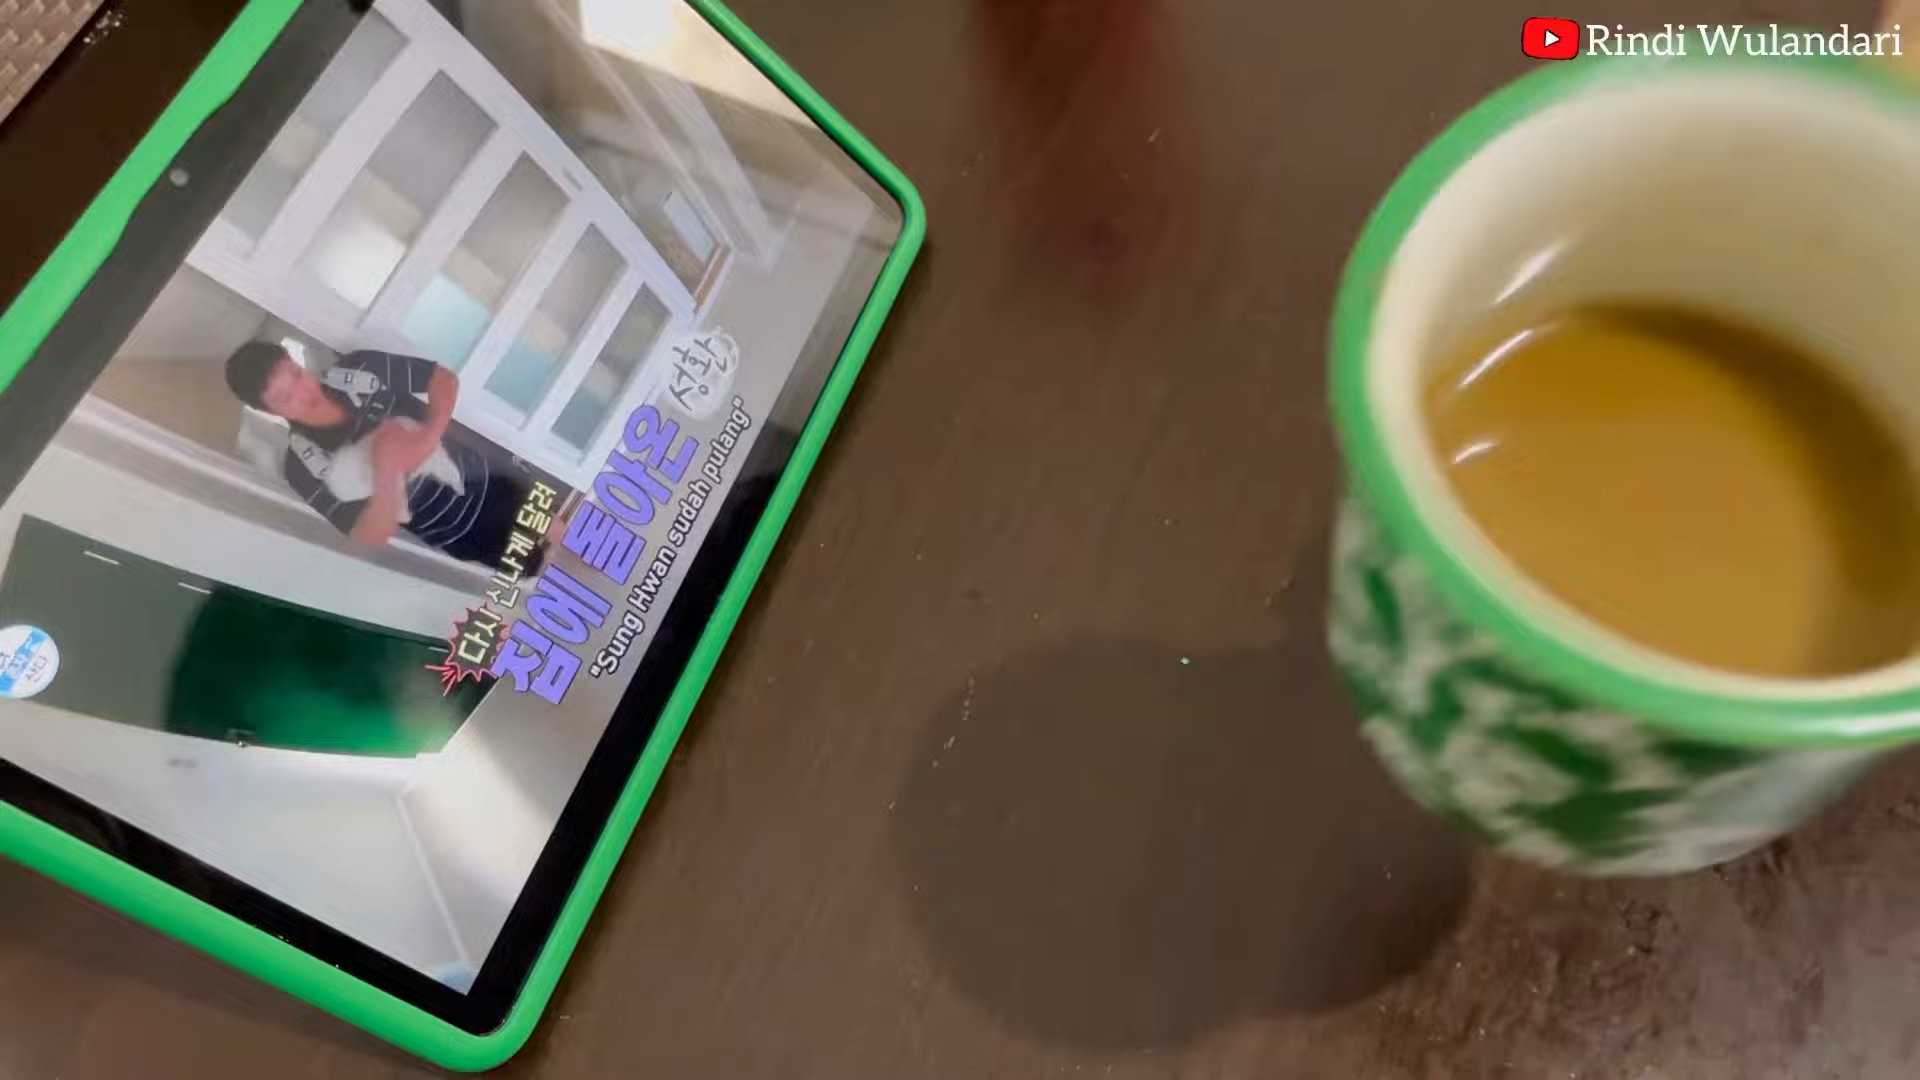 Rindi Wulandari
성환
다시 신나게 달려
집에 돌아온
"Sung Hwan sudah pulang"